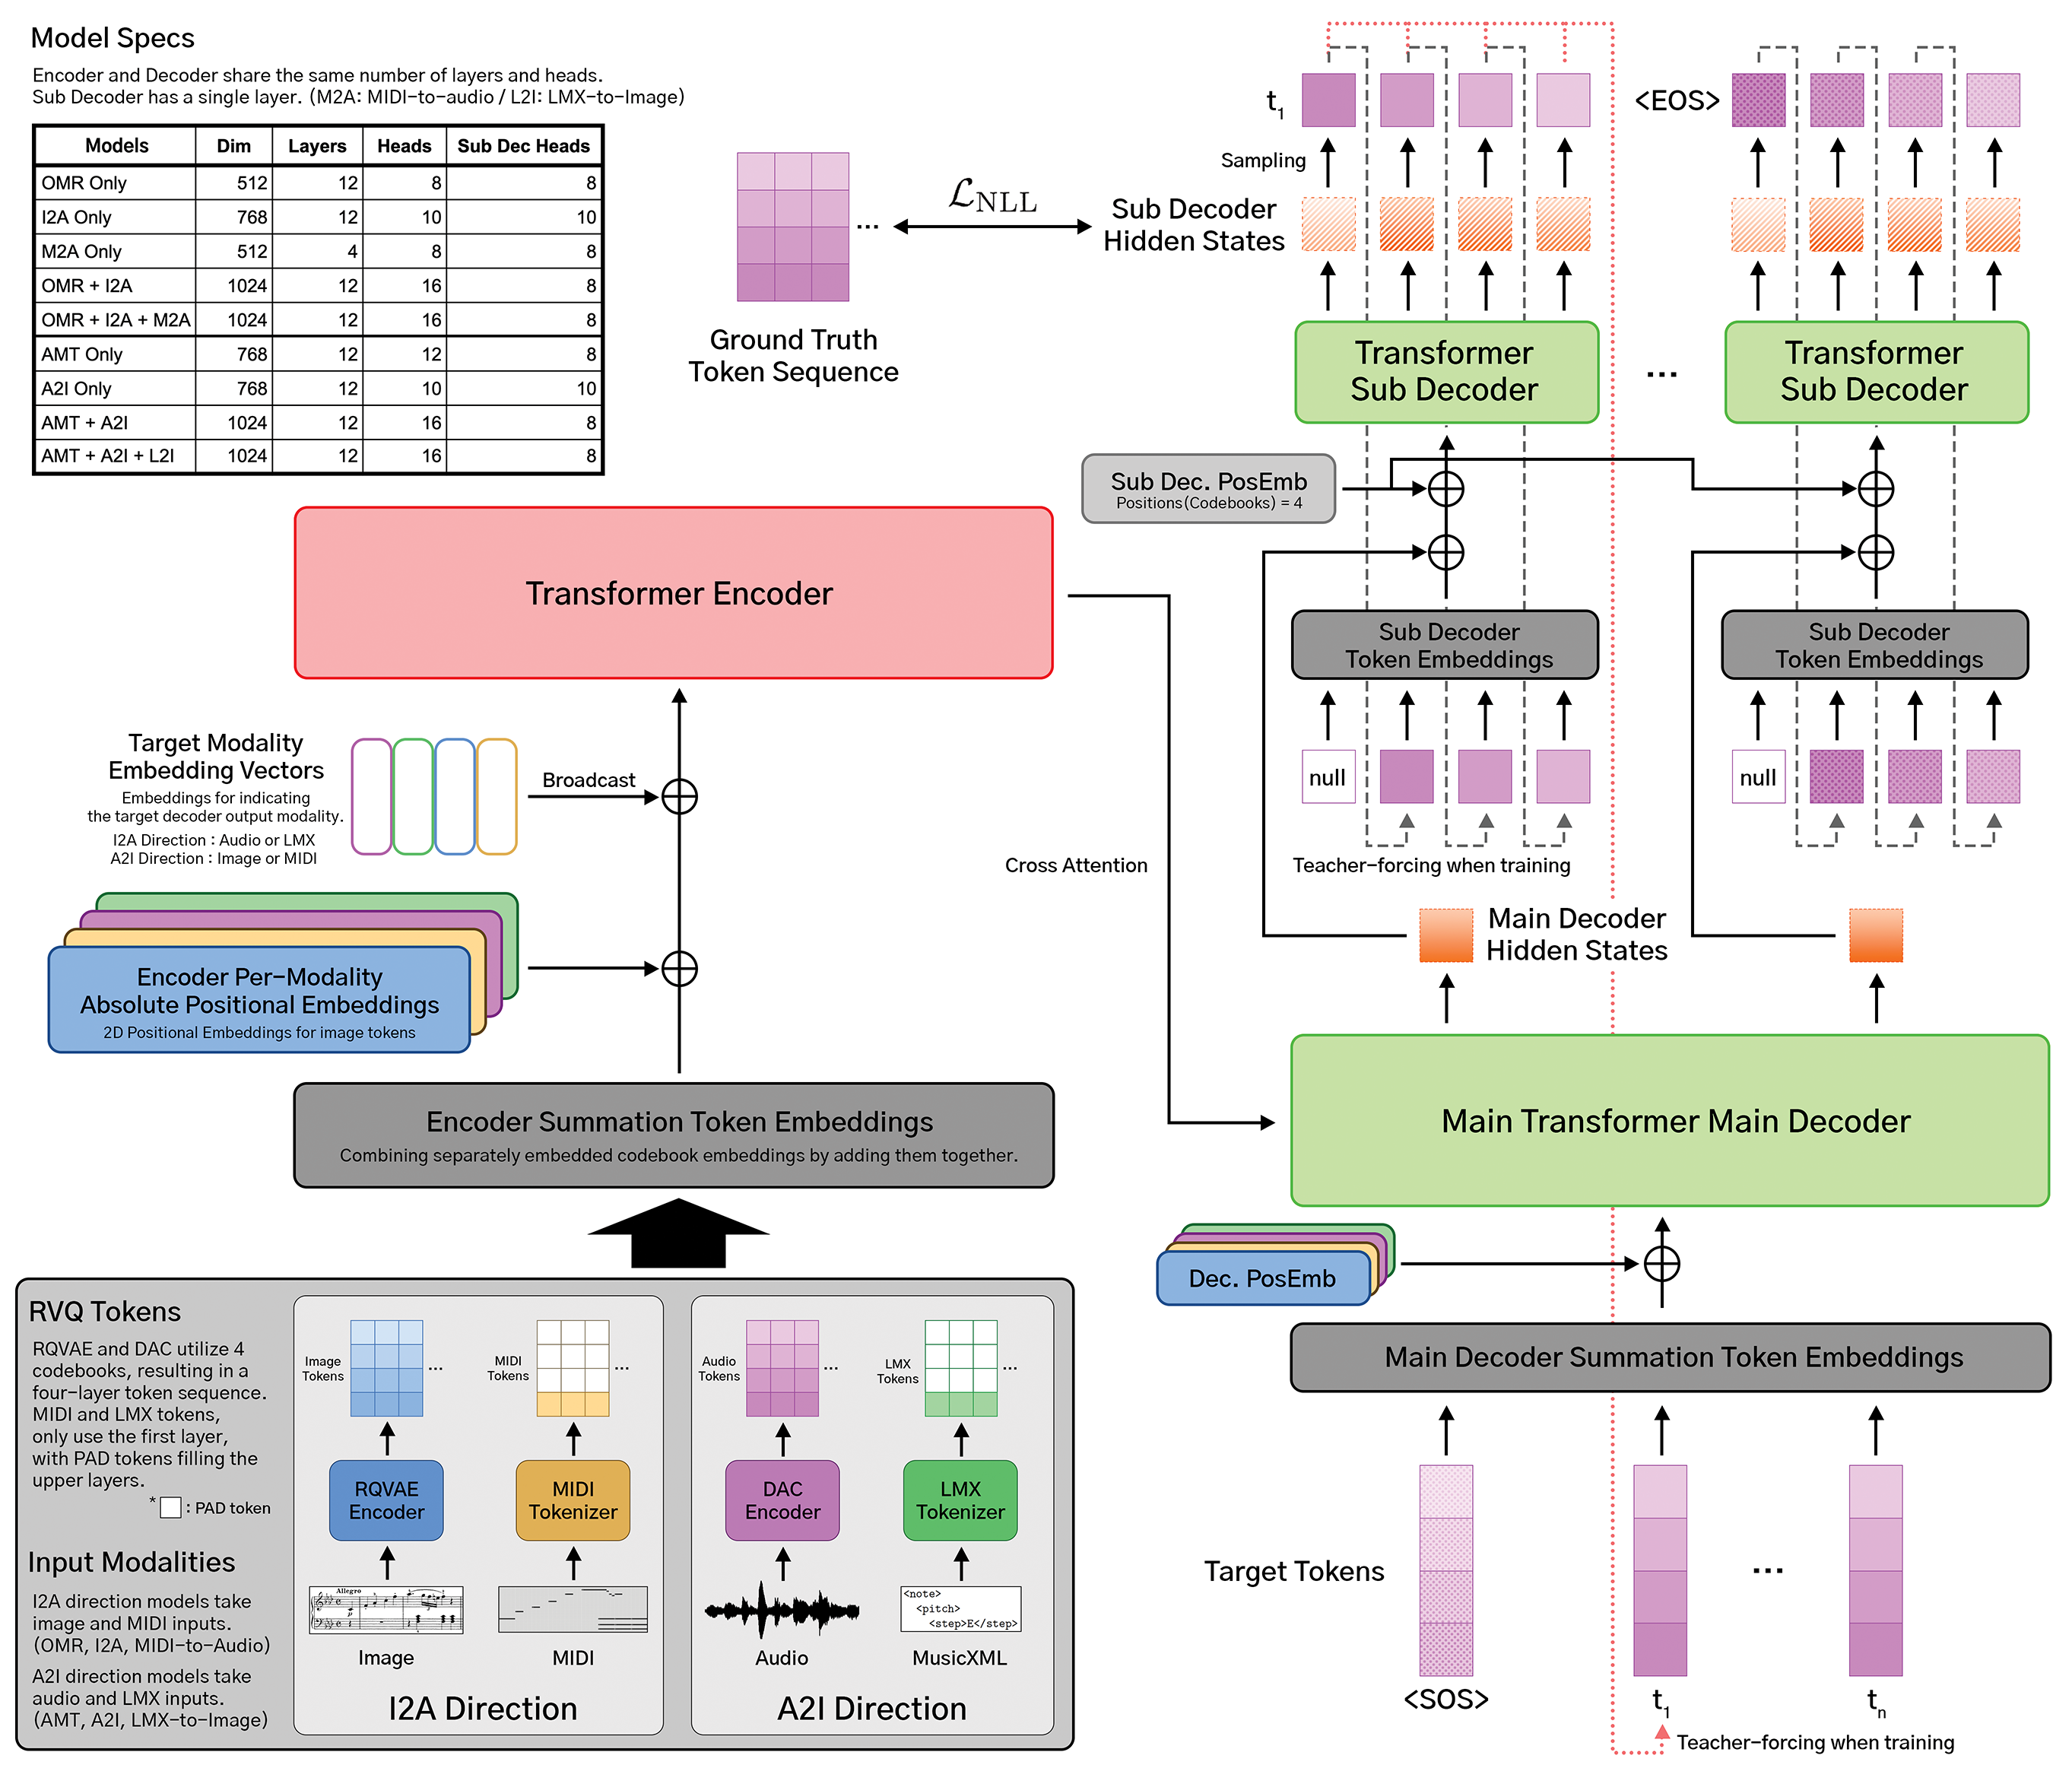 Model Specs
Encoder and Decoder share the same number of layers and heads.
Sub Decoder has a single layer. (M2A: MIDI-to-audio / L2I: LMX-to-Image)
Models Dim Layers Heads Sub Dec Heads
OMR Only 512 12 8 8
I2A Only 768 12 10 10
M2A Only 512 4 8 8
OMR + I2A 1024 12 16 8
OMR + I2A + M2A 1024 12 16 8
AMT Only 768 12 12 8
A2I Only 768 12 10 10
AMT + A2I 1024 12 16 8
AMT + A2I + L2I 1024 12 16 8
...
Ground Truth
Token Sequence
ℒNLL
t1
<EOS>
Sampling
Sub Decoder
Hidden States
Transformer
Sub Decoder
...
Transformer
Sub Decoder
Sub Dec. PosEmb
Positions(Codebooks) = 4
Sub Decoder
Token Embeddings
Sub Decoder
Token Embeddings
null
null
Teacher-forcing when training
Main Decoder
Hidden States
Transformer Encoder
Cross Attention
Target Modality
Embedding Vectors
Embeddings for indicating
the target decoder output modality.
I2A Direction : Audio or LMX
A2I Direction : Image or MIDI
Broadcast
Encoder Per-Modality
Absolute Positional Embeddings
2D Positional Embeddings for image tokens
Encoder Summation Token Embeddings
Combining separately embedded codebook embeddings by adding them together.
Main Transformer Main Decoder
Dec. PosEmb
Main Decoder Summation Token Embeddings
Target Tokens
...
<SOS>
t1
tn
Teacher-forcing when training
RVQ Tokens
RQVAE and DAC utilize 4
codebooks, resulting in a
four-layer token sequence.
MIDI and LMX tokens,
only use the first layer,
with PAD tokens filling the
upper layers.
* : PAD token
Input Modalities
I2A direction models take
image and MIDI inputs.
(OMR, I2A, MIDI-to-Audio)
A2I direction models take
audio and LMX inputs.
(AMT, A2I, LMX-to-Image)
Image
Tokens
...
MIDI
Tokens
...
RQVAE
Encoder
MIDI
Tokenizer
Allegro
Image
MIDI
I2A Direction
Audio
Tokens
...
LMX
Tokens
...
DAC
Encoder
LMX
Tokenizer
<note>
<pitch>
<step>E</step>
Audio
MusicXML
A2I Direction